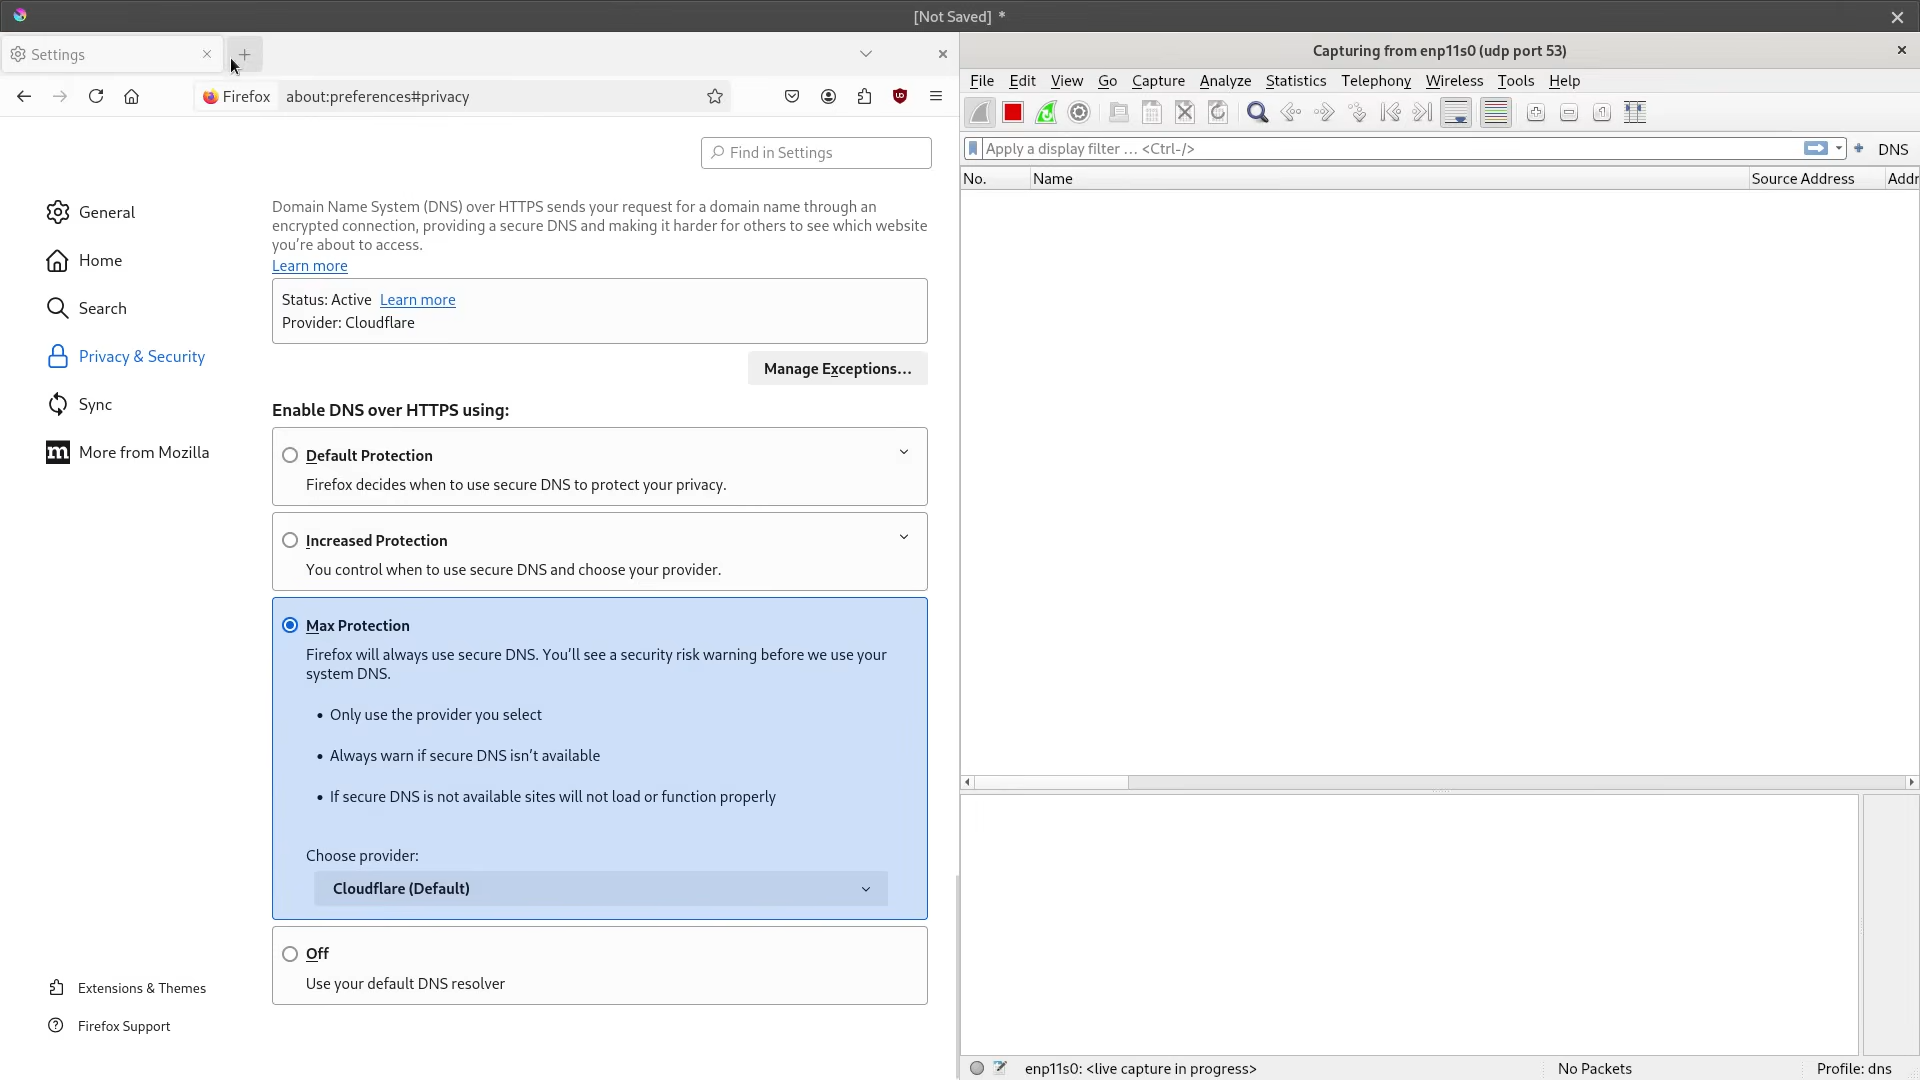 [Not Saved] *
Settings
Firefox
about:preferences#privacy
Find in Settings
General
Home
Search
Privacy & Security
Sync
More from Mozilla
Extensions & Themes
Firefox Support
Domain Name System (DNS) over HTTPS sends your request for a domain name through an
encrypted connection, providing a secure DNS and making it harder for others to see which website
you’re about to access.
Learn more
Status: Active Learn more
Provider: Cloudflare
Manage Exceptions…
Enable DNS over HTTPS using:
Default Protection
Firefox decides when to use secure DNS to protect your privacy.
Increased Protection
You control when to use secure DNS and choose your provider.
Max Protection
Firefox will always use secure DNS. You’ll see a security risk warning before we use your
system DNS.
• Only use the provider you select
• Always warn if secure DNS isn’t available
• If secure DNS is not available sites will not load or function properly
Choose provider:
Cloudflare (Default)
Off
Use your default DNS resolver
Capturing from enp11s0 (udp port 53)
File Edit View Go Capture Analyze Statistics Telephony Wireless Tools Help
Apply a display filter … <Ctrl-/>
DNS
No. Name Source Address Addr
enp11s0: <live capture in progress>
No Packets
Profile: dns